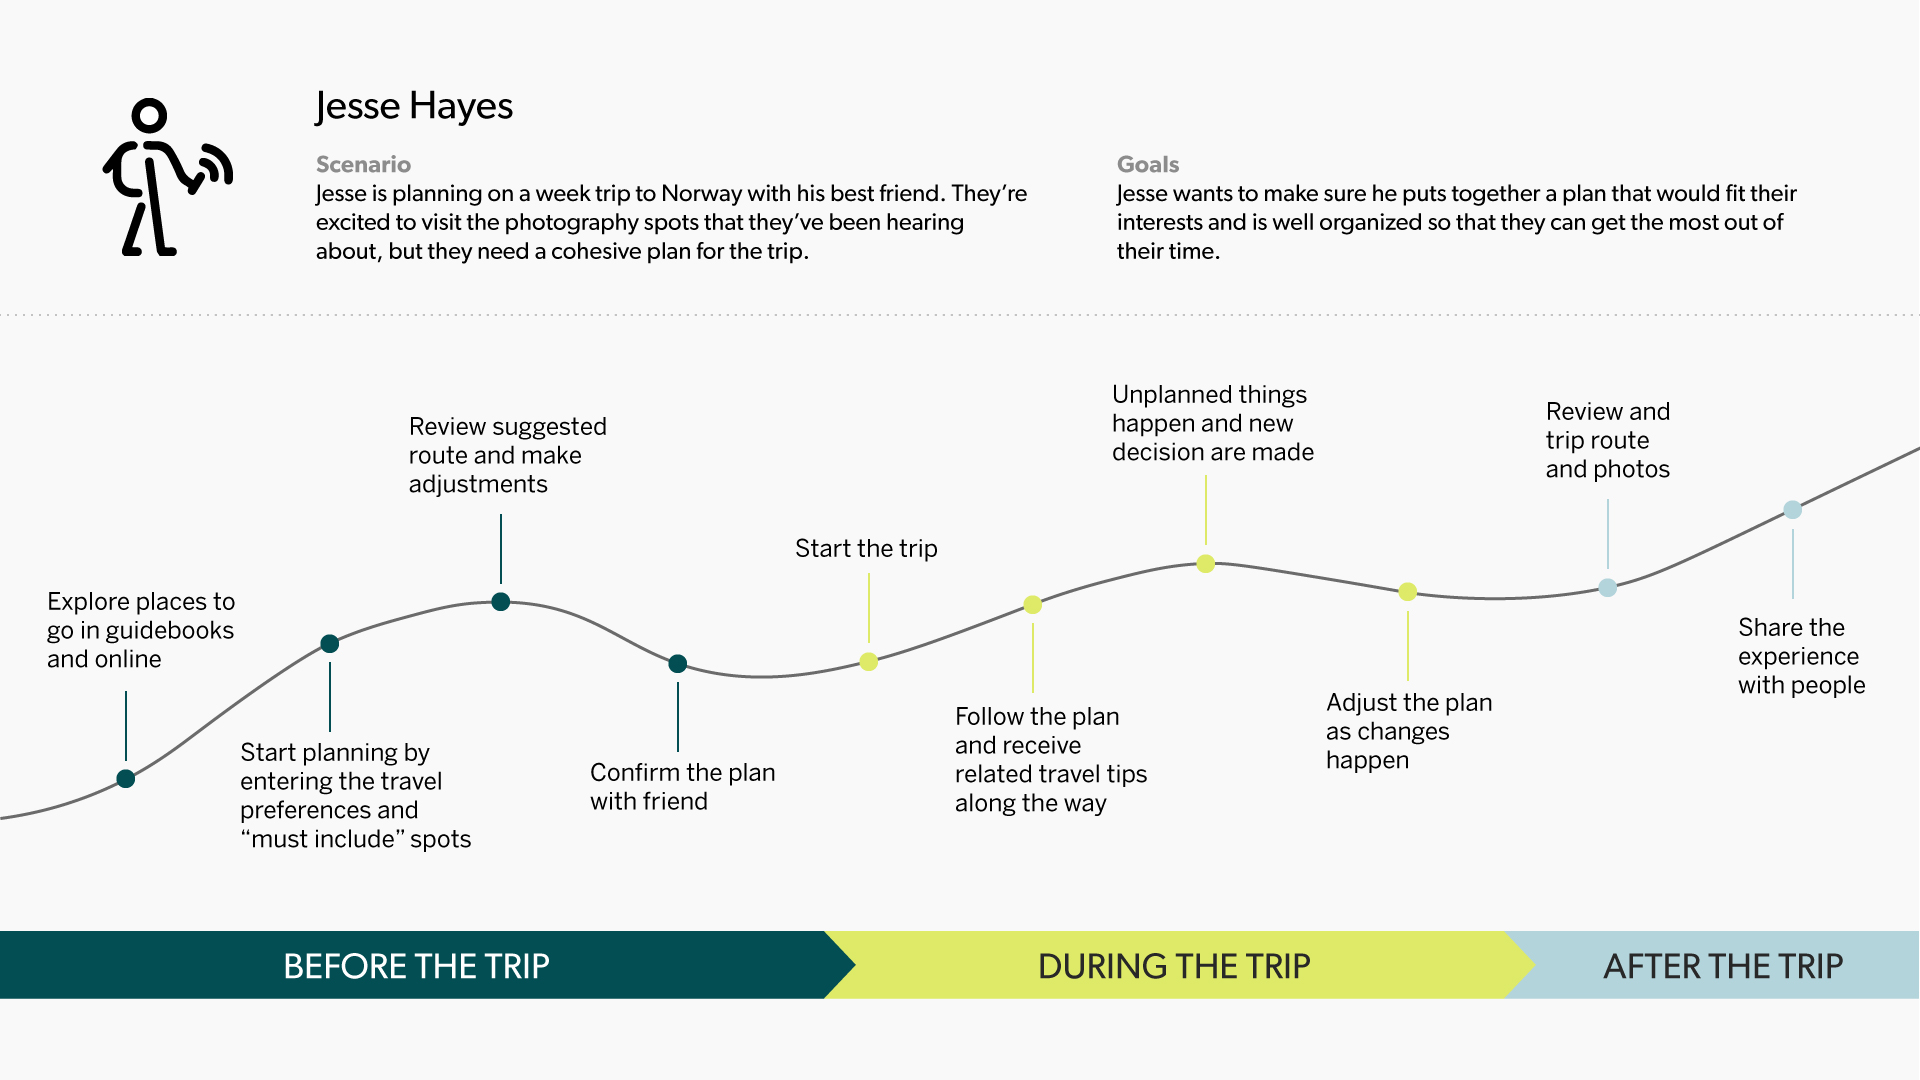 Jesse Hayes
Scenario
Jesse is planning on a week trip to Norway with his best friend. They’re
excited to visit the photography spots that they’ve been hearing
about, but they need a cohesive plan for the trip.
Goals
Jesse wants to make sure he puts together a plan that would fit their
interests and is well organized so that they can get the most out of
their time.
Explore places to
go in guidebooks
and online
Start planning by
entering the travel
preferences and
“must include” spots
Review suggested
route and make
adjustments
Confirm the plan
with friend
Start the trip
Follow the plan
and receive
related travel tips
along the way
Unplanned things
happen and new
decision are made
Adjust the plan
as changes
happen
Review and
trip route
and photos
Share the
experience
with people
BEFORE THE TRIP
DURING THE TRIP
AFTER THE TRIP